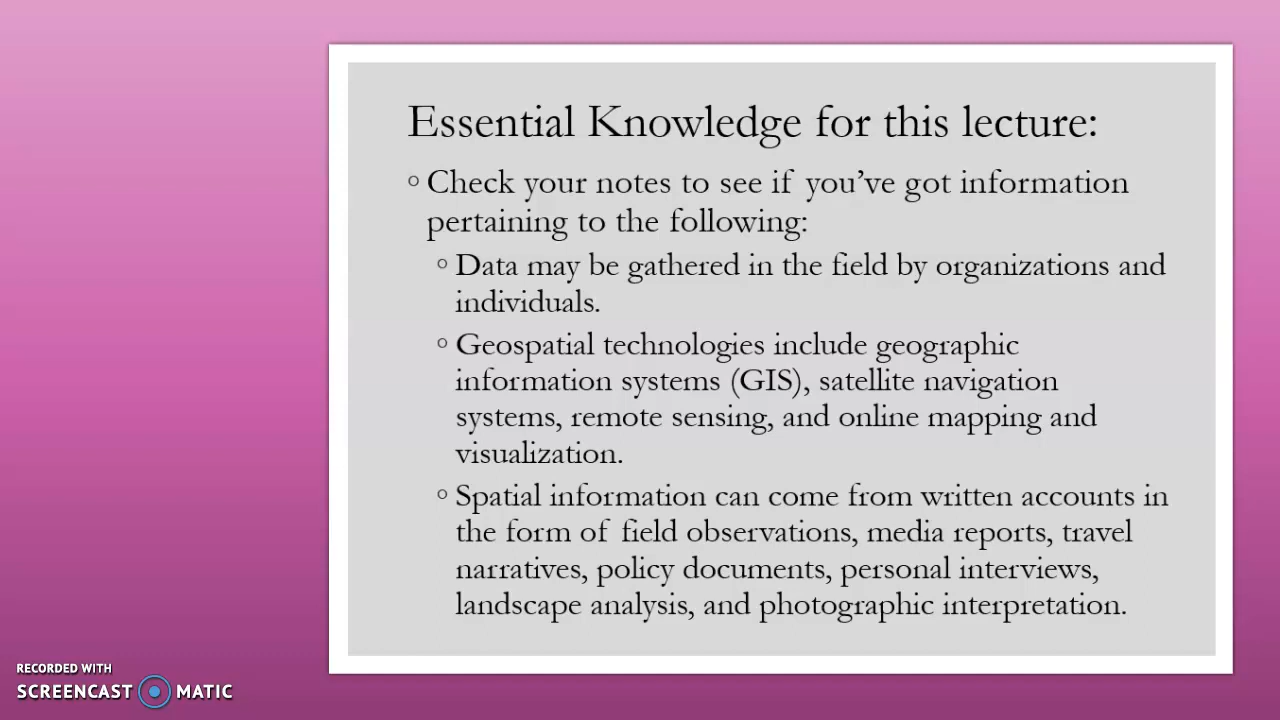 Essential Knowledge for this lecture:
◦ Check your notes to see if you’ve got information
pertaining to the following:
◦ Data may be gathered in the field by organizations and
individuals.
◦ Geospatial technologies include geographic
information systems (GIS), satellite navigation
systems, remote sensing, and online mapping and
visualization.
◦ Spatial information can come from written accounts in
the form of field observations, media reports, travel
narratives, policy documents, personal interviews,
landscape analysis, and photographic interpretation.
RECORDED WITH
SCREENCAST MATIC